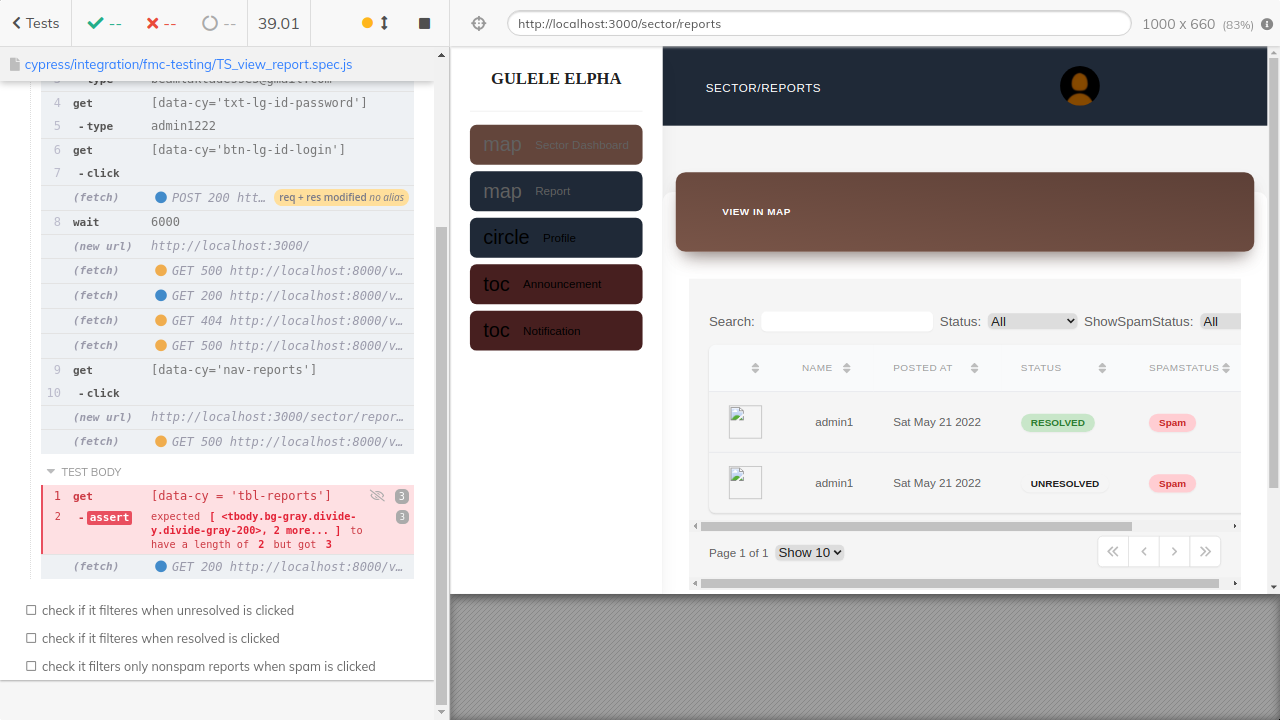 Tests
--
--
--
39.01
cypress/integration/fmc-testing/TS_view_report.spec.js
4 get [data-cy='txt-lg-id-password']
5 -type admin1222
6 get [data-cy='btn-lg-id-login']
7 -click
(fetch) POST 200 htt… req + res modified no alias
8 wait 6000
(new url) http://localhost:3000/
(fetch) GET 500 http://localhost:8000/v…
(fetch) GET 200 http://localhost:8000/v…
(fetch) GET 404 http://localhost:8000/v…
(fetch) GET 500 http://localhost:8000/v…
9 get [data-cy='nav-reports']
10 -click
(new url) http://localhost:3000/sector/repor…
(fetch) GET 500 http://localhost:8000/v…
TEST BODY
1 get [data-cy = 'tbl-reports'] 3
2 -assert expected [ <tbody.bg-gray.divide- 3
y.divide-gray-200>, 2 more... ] to
have a length of 2 but got 3
(fetch) GET 200 http://localhost:8000/v…
check if it filteres when unresolved is clicked
check if it filteres when resolved is clicked
check it filters only nonspam reports when spam is clicked
http://localhost:3000/sector/reports
1000 x 660 (83%)
GULELE ELPHA
map Sector Dashboard
map Report
circle Profile
toc Announcement
toc Notification
SECTOR/REPORTS
VIEW IN MAP
Search: Status: All ShowSpamStatus: All
NAME POSTED AT STATUS SPAMSTATUS
admin1 Sat May 21 2022 RESOLVED Spam
admin1 Sat May 21 2022 UNRESOLVED Spam
Page 1 of 1 Show 10